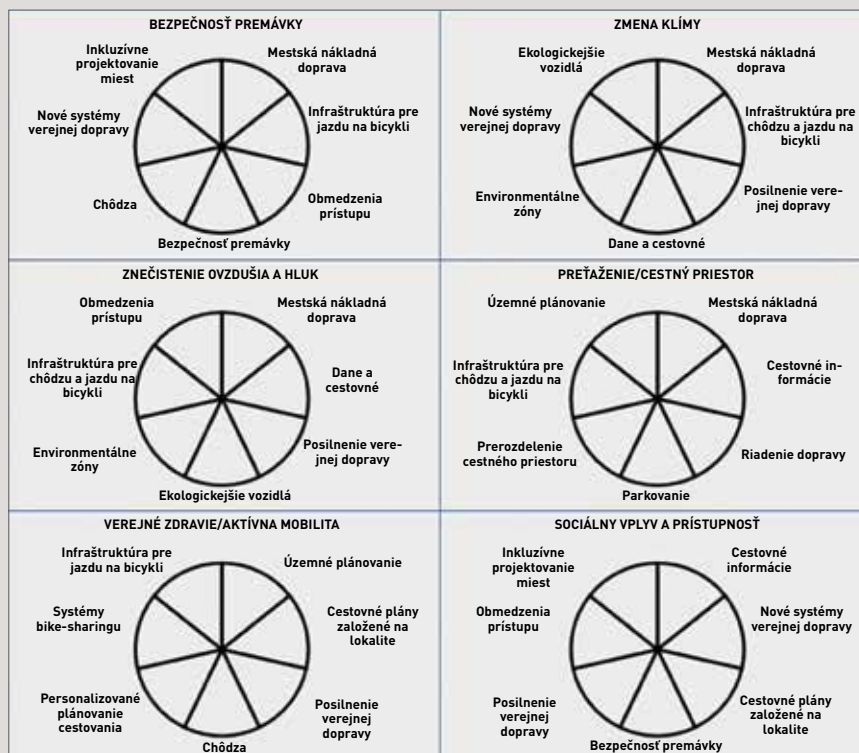 BEZPEČNOSŤ PREMÁVKY
Inkluzívne
projektovanie
miest
Mestská nákladná
doprava
Nové systémy
verejnej dopravy
Infraštruktúra pre
jazdu na bicykli
Chôdza
Obmedzenia
prístupu
Bezpečnosť premávky
ZMENA KLÍMY
Ekologickejšie
vozidlá
Mestská nákladná
doprava
Nové systémy
verejnej dopravy
Infraštruktúra pre
chôdzu a jazdu na
bicykli
Environmentálne
zóny
Posilnenie vere-
jnej dopravy
Dane a cestovné
ZNEČISTENIE OVZDUŠIA A HLUK
Obmedzenia
prístupu
Mestská nákladná
doprava
Infraštruktúra pre
chôdzu a jazdu na
bicykli
Dane a
cestovné
Environmentálne
zóny
Posilnenie vere-
jnej dopravy
Ekologickejšie vozidlá
PREŤAŽENIE/CESTNÝ PRIESTOR
Územné plánovanie
Mestská nákladná
doprava
Infraštruktúra pre
chôdzu a jazdu na
bicykli
Cestovné in-
formácie
Prerozdelenie
cestného priestoru
Riadenie dopravy
Parkovanie
VEREJNÉ ZDRAVIE/AKTÍVNA MOBILITA
Infraštruktúra pre
jazdu na bicykli
Územné plánovanie
Systémy
bike-sharingu
Cestovné plány
založené na
lokalite
Personalizované
plánovanie
cestovania
Posilnenie
verejnej
dopravy
Chôdza
SOCIÁLNY VPLYV A PRÍSTUPNOSŤ
Inkluzívne
projektovanie
miest
Cestovné
informácie
Obmedzenia
prístupu
Nové systémy
verejnej dopravy
Posilnenie
verejnej
dopravy
Cestovné plány
založené na
lokalite
Bezpečnosť premávky